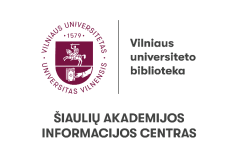 VILNIAUS UNIVERSITETAS
1579
UNIVERSITAS VILNENSIS
Vilniaus
universiteto
biblioteka
ŠIAULIŲ AKADEMIJOS
INFORMACIJOS CENTRAS